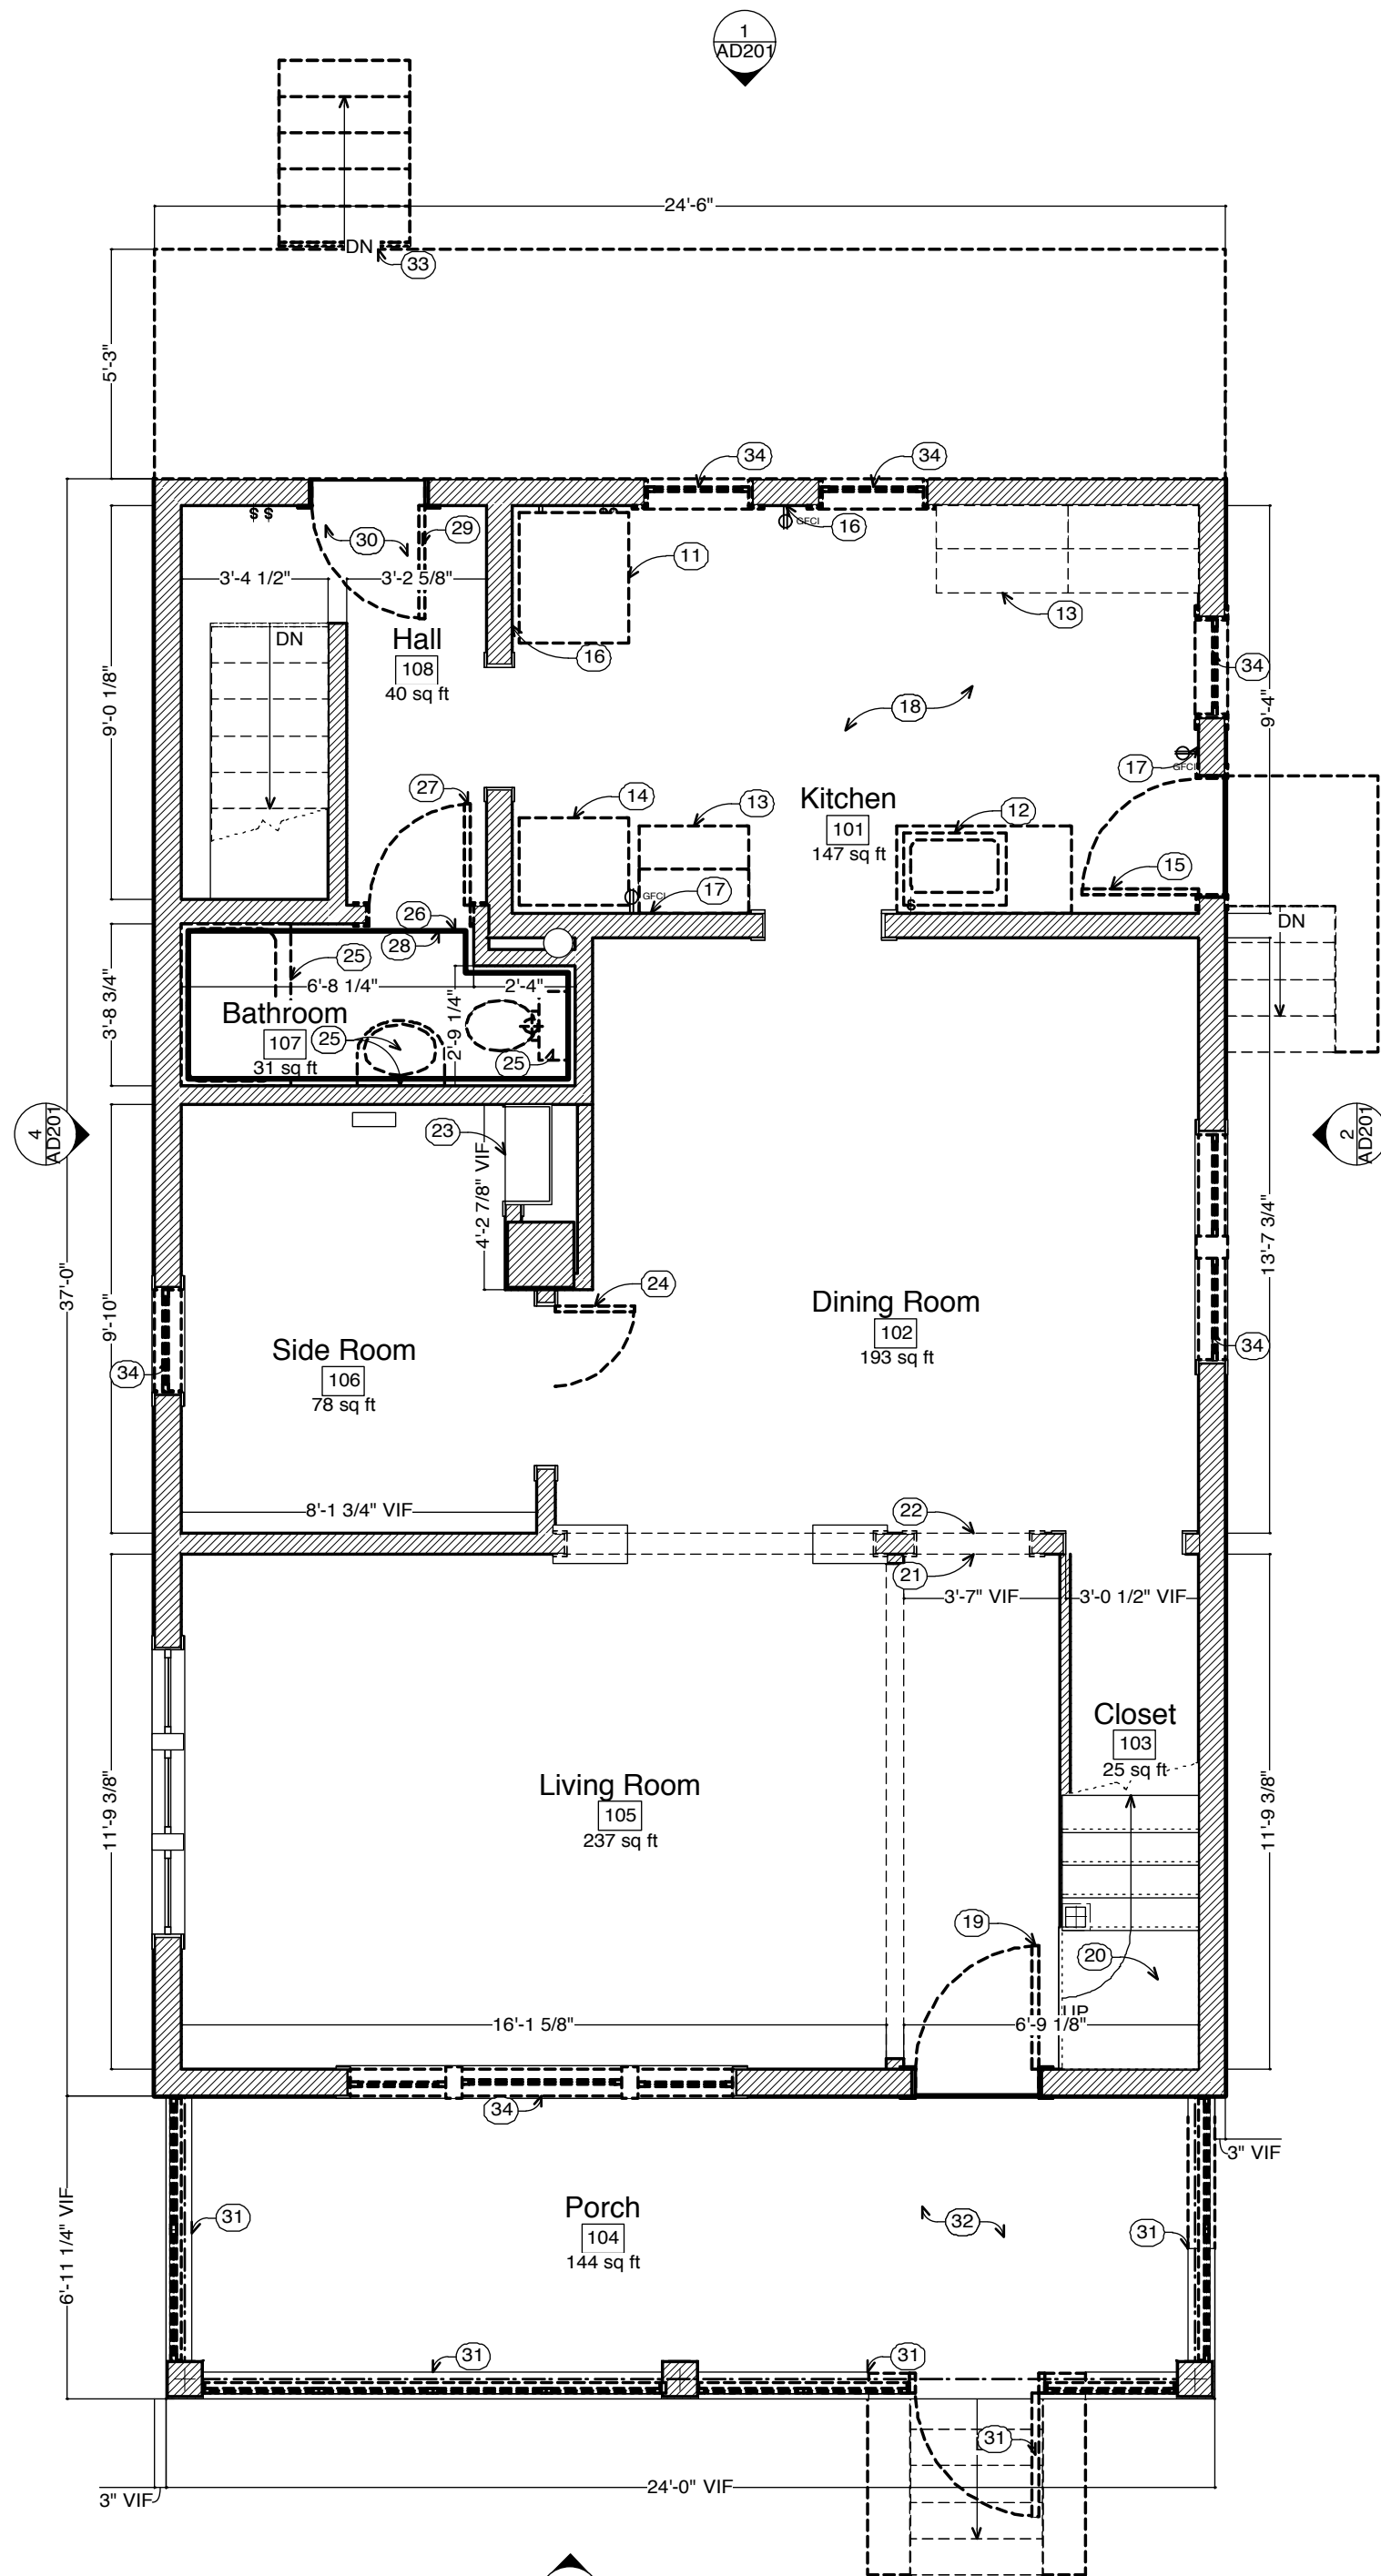 1
AD201
24'-6"
DN
33
5'-3"
34
34
$ $
30
29
16
GFCI
11
3'-4 1/2"
3'-2 5/8"
13
DN
Hall
108
40 sq ft
16
34
9'-0 1/8"
18
9'-4"
17
GFCI
27
14
13
Kitchen
101
147 sq ft
12
15
17
GFCI
$
26
28
DN
25
3'-8 3/4"
6'-8 1/4"
2'-4"
Bathroom
107
31 sq ft
25
2'-9 1/4"
25
4
AD201
23
2
AD201
4'-2 7/8" VIF
13'-7 3/4"
37'-0"
9'-10"
24
Dining Room
102
193 sq ft
Side Room
106
78 sq ft
34
34
8'-1 3/4" VIF
22
21
3'-7" VIF
3'-0 1/2" VIF
Closet
103
25 sq ft
Living Room
105
237 sq ft
11'-9 3/8"
11'-9 3/8"
19
20
UP
16'-1 5/8"
6'-9 1/8"
34
3" VIF
Porch
104
144 sq ft
31
32
31
6'-11 1/4" VIF
31
31
31
24'-0" VIF
3" VIF